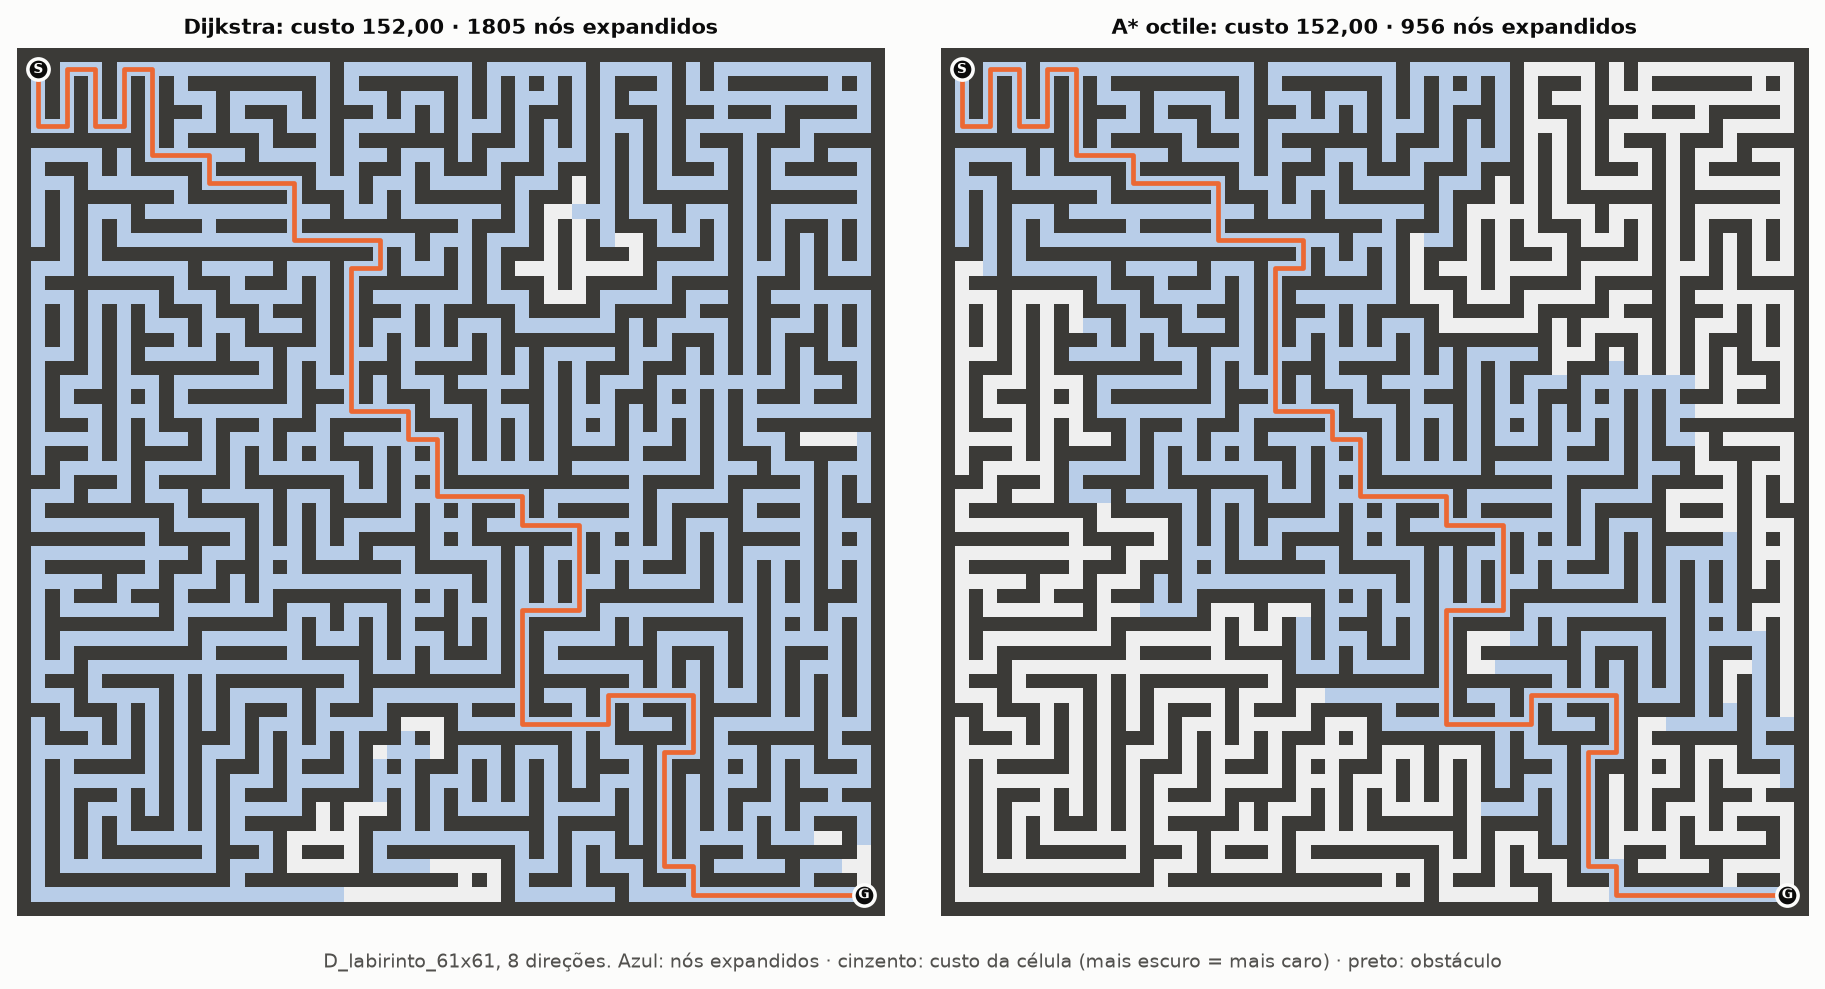 Dijkstra: custo 152,00 · 1805 nós expandidos
A* octile: custo 152,00 · 956 nós expandidos
S
S
G
G
D_labirinto_61x61, 8 direções. Azul: nós expandidos · cinzento: custo da célula (mais escuro = mais caro) · preto: obstáculo